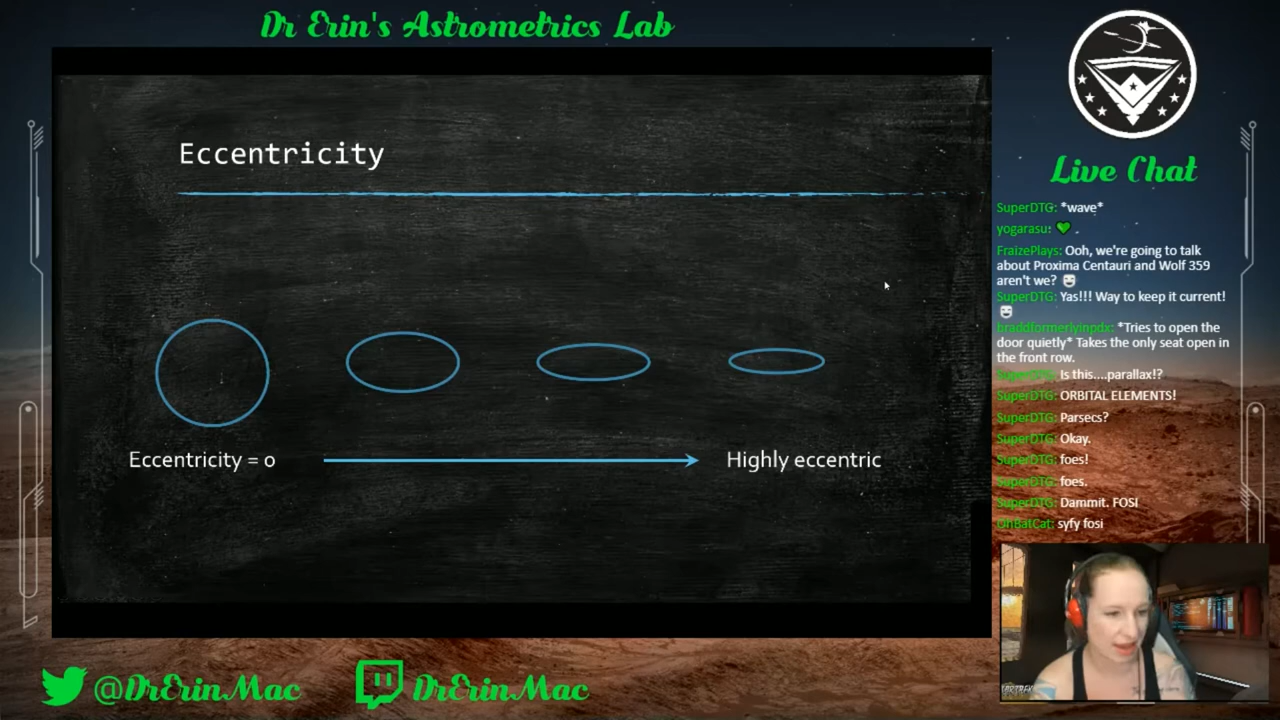 Dr Erin's Astrometrics Lab
Eccentricity
Eccentricity = 0
Highly eccentric
Live Chat
SuperDTG: *wave*
yogarasu:
FraizePlays: Ooh, we're going to talk
about Proxima Centauri and Wolf 359
aren't we?
SuperDTG: Yas!!! Way to keep it current!
braddformerlyinpdx: *Tries to open the
door quietly* Takes the only seat open in
the front row.
SuperDTG: Is this....parallax!?
SuperDTG: ORBITAL ELEMENTS!
SuperDTG: Parsecs?
SuperDTG: Okay.
SuperDTG: foes!
SuperDTG: foes.
SuperDTG: Dammit. FOSI
OhBatCat: syfy fosi
@DrErinMac
DrErinMac